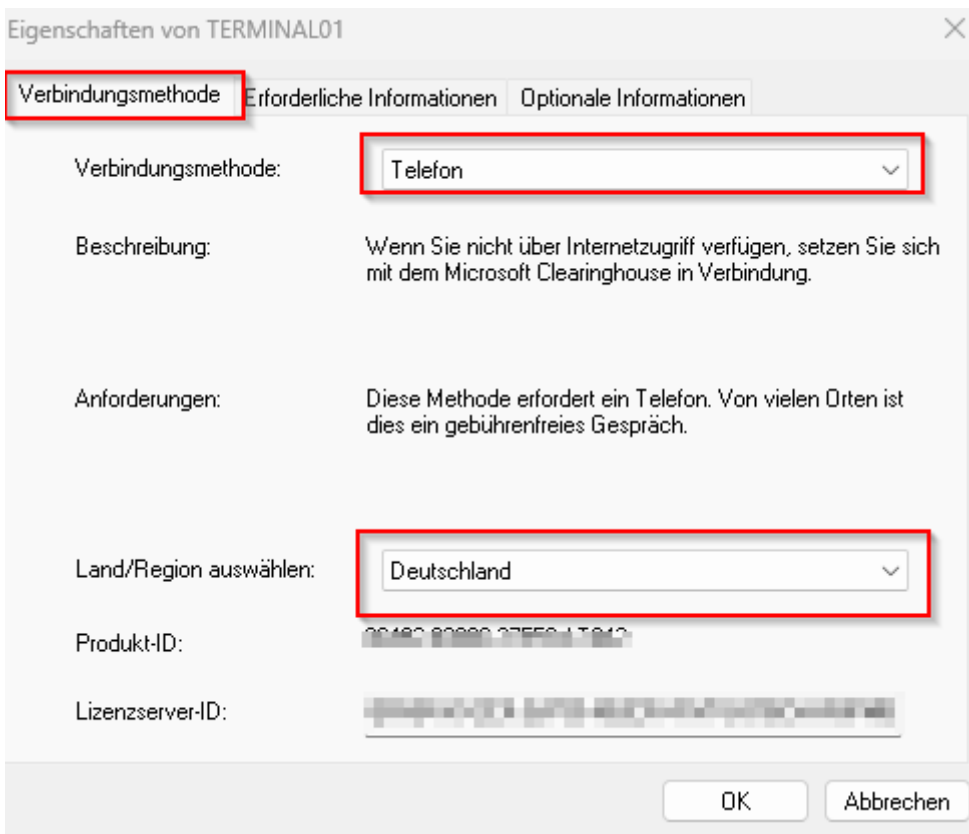 Eigenschaften von TERMINAL01
Verbindungsmethode Erforderliche Informationen Optionale Informationen
Verbindungsmethode: Telefon
Beschreibung: Wenn Sie nicht über Internetzugriff verfügen, setzen Sie sich
mit dem Microsoft Clearinghouse in Verbindung.
Anforderungen: Diese Methode erfordert ein Telefon. Von vielen Orten ist
dies ein gebührenfreies Gespräch.
Land/Region auswählen: Deutschland
Produkt-ID:
Lizenzserver-ID:
OK Abbrechen